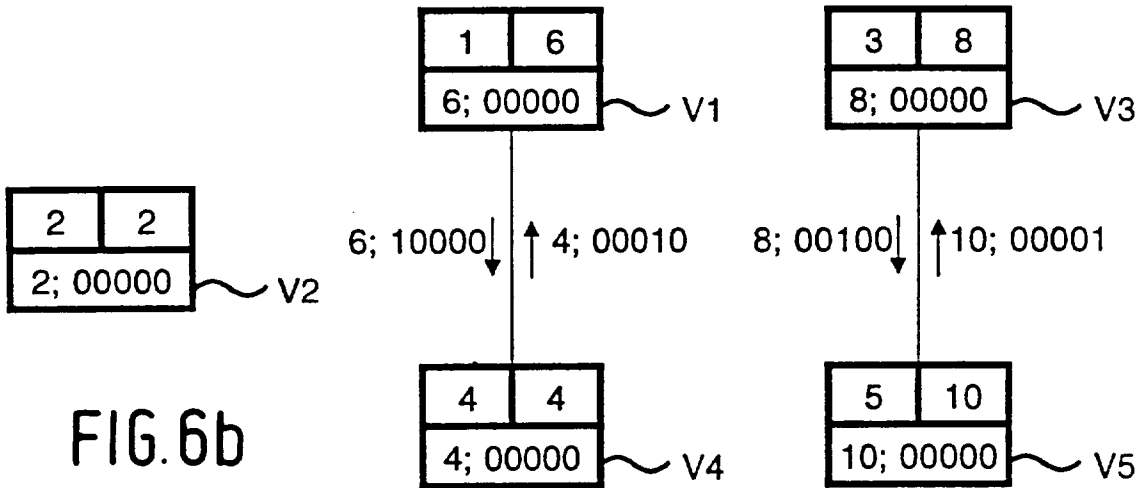 1 6
6; 00000 V1
3 8
8; 00000 V3
2 2
2; 00000 V2
6; 10000 4; 00010
8; 00100 10; 00001
4 4
4; 00000 V4
5 10
10; 00000 V5
FIG. 6b